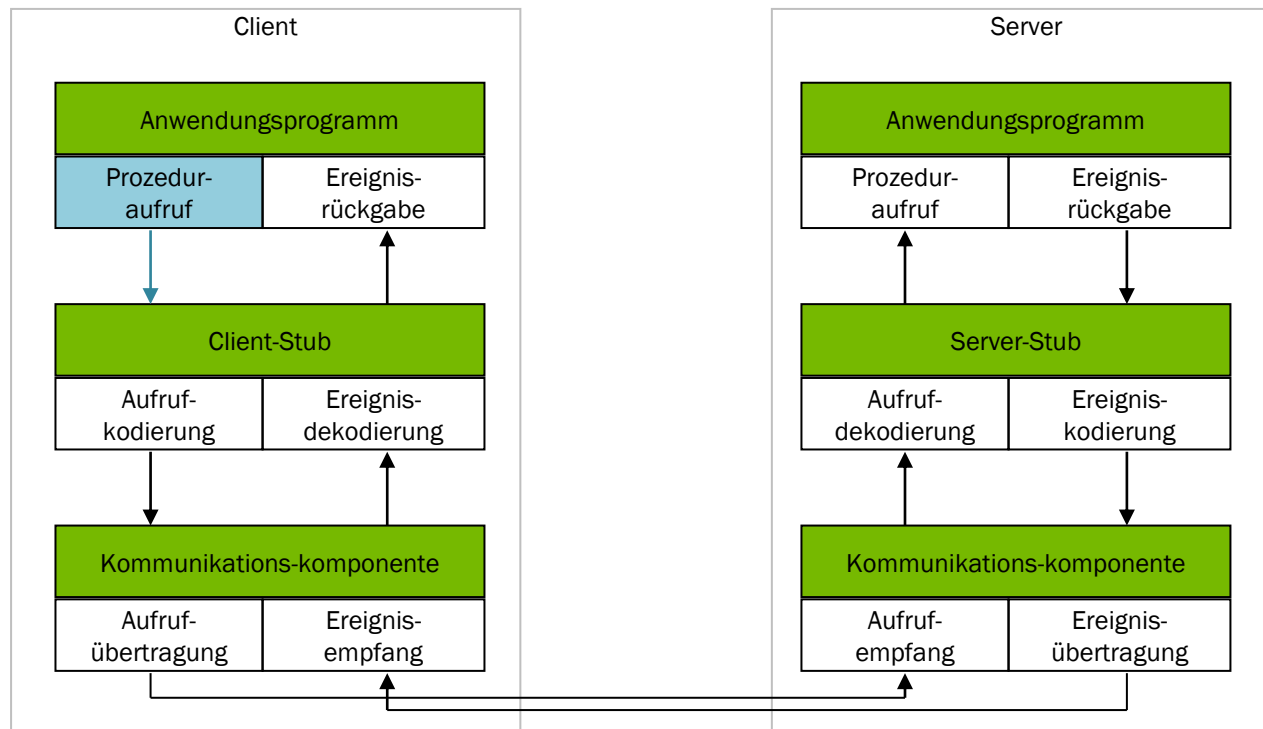 Client
Anwendungsprogramm
Prozedur-
aufruf
Ereignis-
rückgabe
Client-Stub
Aufruf-
kodierung
Ereignis-
dekodierung
Kommunikations-komponente
Aufruf-
übertragung
Ereignis-
empfang
Server
Anwendungsprogramm
Prozedur-
aufruf
Ereignis-
rückgabe
Server-Stub
Aufruf-
dekodierung
Ereignis-
kodierung
Kommunikations-komponente
Aufruf-
empfang
Ereignis-
übertragung